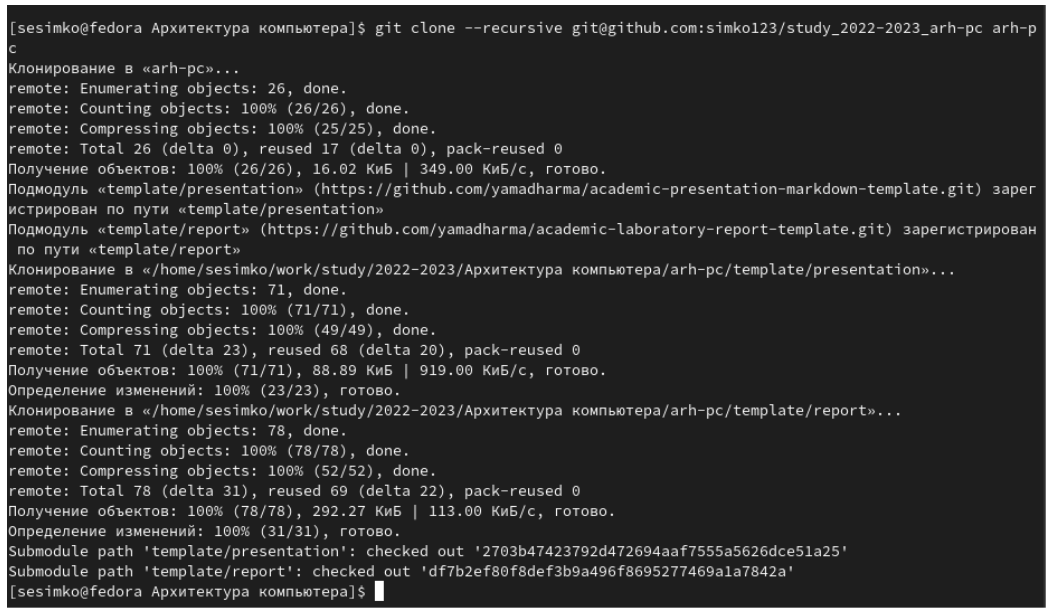 [sesimko@fedora Архитектура компьютера]$ git clone --recursive git@github.com:simko123/study_2022-2023_arh-pc arh-p
c
Клонирование в «arh-pc»...
remote: Enumerating objects: 26, done.
remote: Counting objects: 100% (26/26), done.
remote: Compressing objects: 100% (25/25), done.
remote: Total 26 (delta 0), reused 17 (delta 0), pack-reused 0
Получение объектов: 100% (26/26), 16.02 КиБ | 349.00 КиБ/с, готово.
Подмодуль «template/presentation» (https://github.com/yamadharma/academic-presentation-markdown-template.git) зарег
истрирован по пути «template/presentation»
Подмодуль «template/report» (https://github.com/yamadharma/academic-laboratory-report-template.git) зарегистрирован
 по пути «template/report»
Клонирование в «/home/sesimko/work/study/2022-2023/Архитектура компьютера/arh-pc/template/presentation»...
remote: Enumerating objects: 71, done.
remote: Counting objects: 100% (71/71), done.
remote: Compressing objects: 100% (49/49), done.
remote: Total 71 (delta 23), reused 68 (delta 20), pack-reused 0
Получение объектов: 100% (71/71), 88.89 КиБ | 919.00 КиБ/с, готово.
Определение изменений: 100% (23/23), готово.
Клонирование в «/home/sesimko/work/study/2022-2023/Архитектура компьютера/arh-pc/template/report»...
remote: Enumerating objects: 78, done.
remote: Counting objects: 100% (78/78), done.
remote: Compressing objects: 100% (52/52), done.
remote: Total 78 (delta 31), reused 69 (delta 22), pack-reused 0
Получение объектов: 100% (78/78), 292.27 КиБ | 113.00 КиБ/с, готово.
Определение изменений: 100% (31/31), готово.
Submodule path 'template/presentation': checked out '2703b47423792d472694aaf7555a5626dce51a25'
Submodule path 'template/report': checked out 'df7b2ef80f8def3b9a496f8695277469a1a7842a'
[sesimko@fedora Архитектура компьютера]$